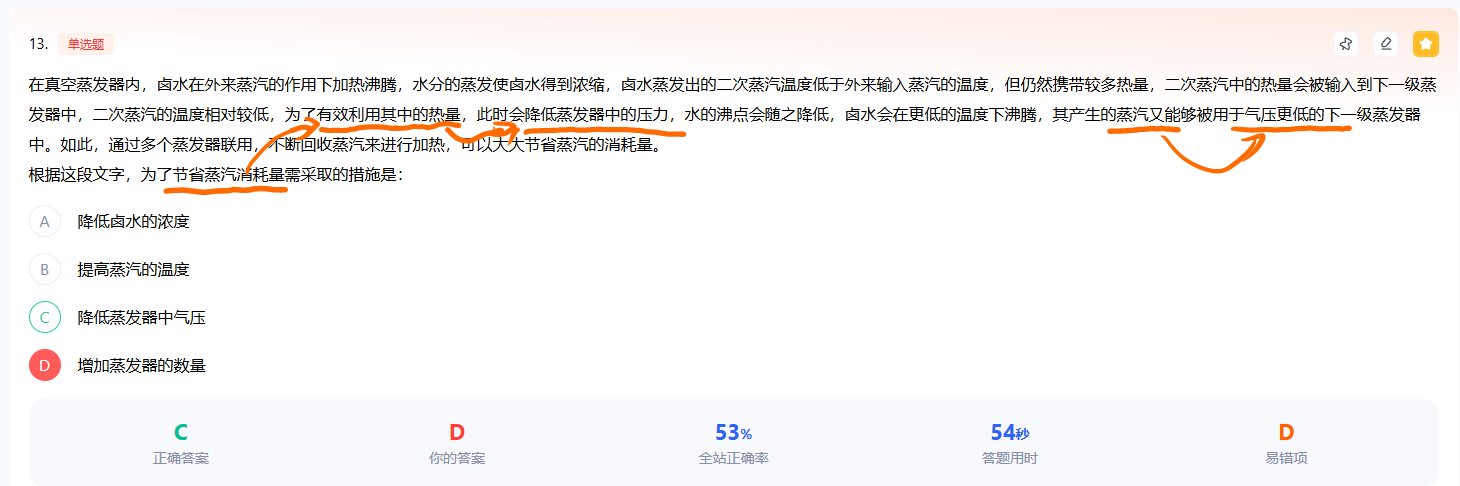 13. 单选题
在真空蒸发器内，卤水在外来蒸汽的作用下加热沸腾，水分的蒸发使卤水得到浓缩，卤水蒸发出的二次蒸汽温度低于外来输入蒸汽的温度，但仍然携带较多热量，二次蒸汽中的热量会被输入到下一级蒸
发器中，二次蒸汽的温度相对较低，为了有效利用其中的热量，此时会降低蒸发器中的压力，水的沸点会随之降低，卤水会在更低的温度下沸腾，其产生的蒸汽又能够被用于气压更低的下一级蒸发器
中。如此，通过多个蒸发器联用，不断回收蒸汽来进行加热，可以大大节省蒸汽的消耗量。
根据这段文字，为了节省蒸汽消耗量需采取的措施是：
A 降低卤水的浓度
B 提高蒸汽的温度
C 降低蒸发器中气压
D 增加蒸发器的数量
C D 53% 54秒 D
正确答案 你的答案 全站正确率 答题用时 易错项